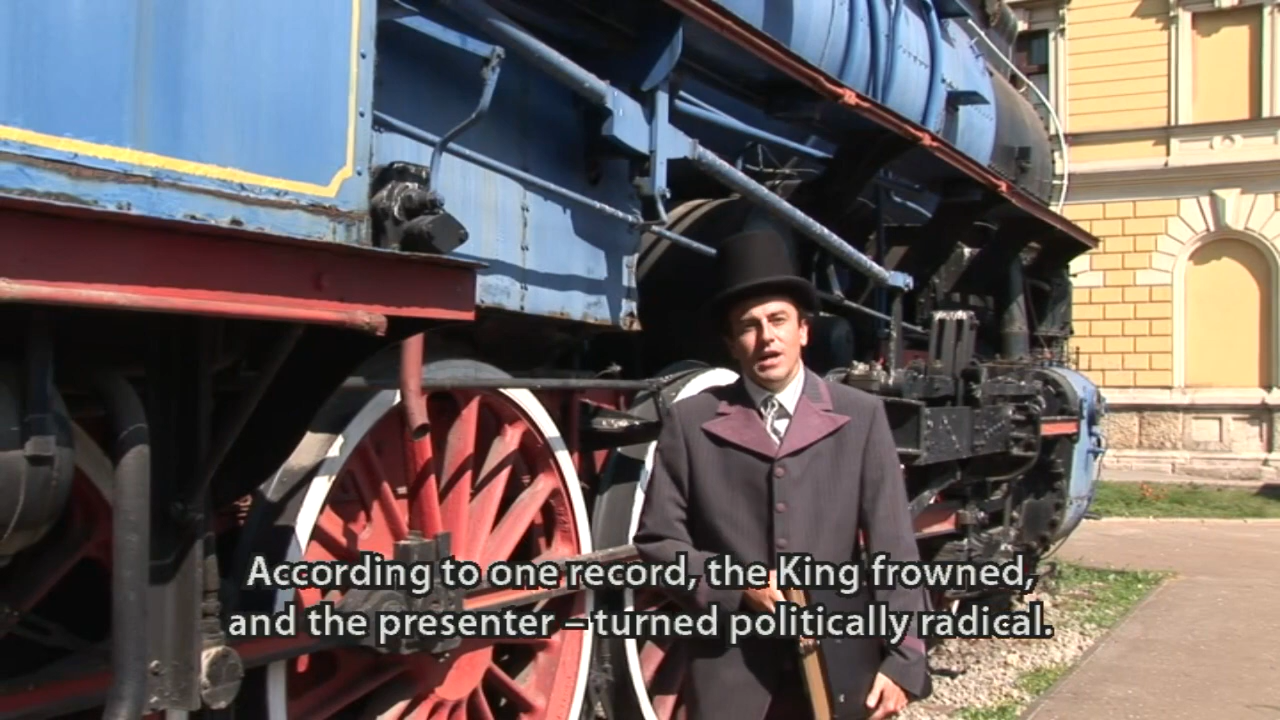 According to one record, the King frowned,
and the presenter – turned politically radical.